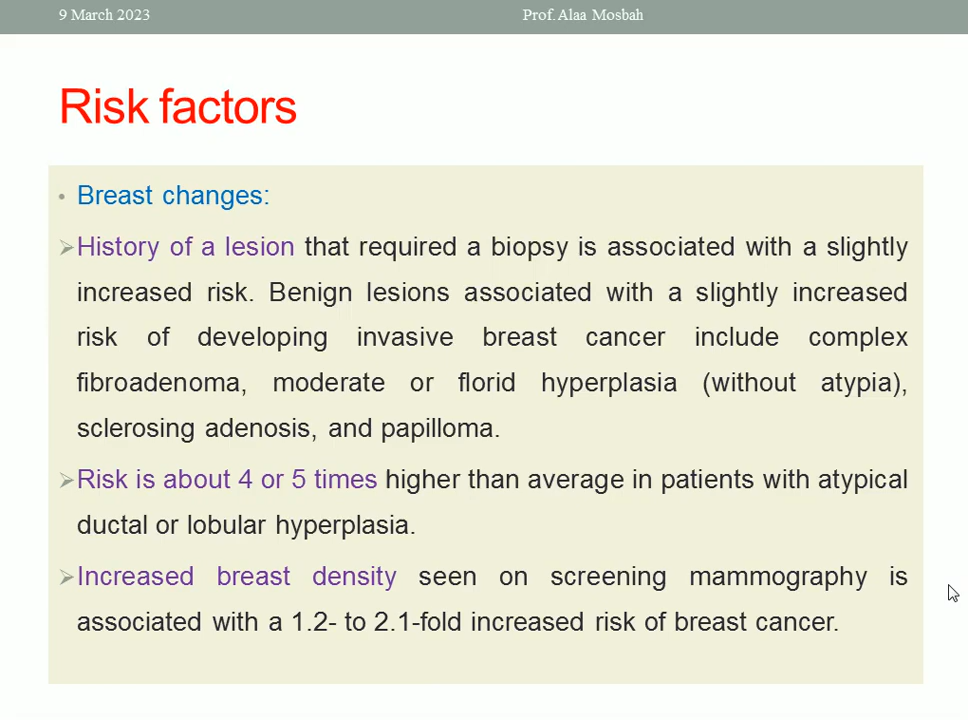 9 March 2023
Prof. Alaa Mosbah
Risk factors
• Breast changes:
➢History of a lesion that required a biopsy is associated with a slightly
increased risk. Benign lesions associated with a slightly increased
risk of developing invasive breast cancer include complex
fibroadenoma, moderate or florid hyperplasia (without atypia),
sclerosing adenosis, and papilloma.
➢Risk is about 4 or 5 times higher than average in patients with atypical
ductal or lobular hyperplasia.
➢Increased breast density seen on screening mammography is
associated with a 1.2- to 2.1-fold increased risk of breast cancer.